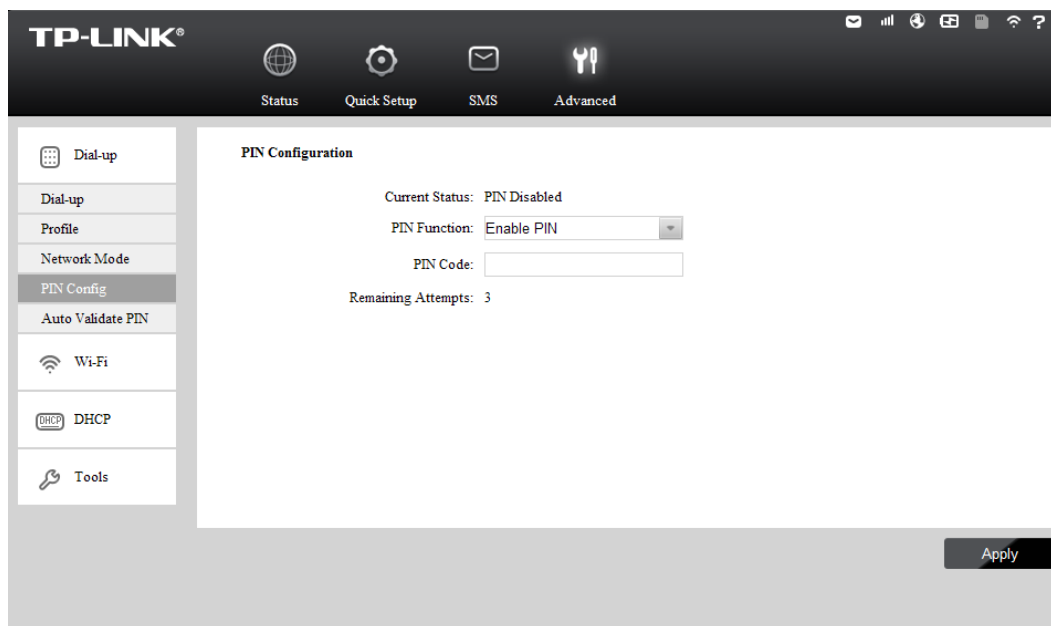 TP-LINK®
Status Quick Setup SMS Advanced
Dial-up
Dial-up
Profile
Network Mode
PIN Config
Auto Validate PIN
Wi-Fi
DHCP DHCP
Tools
PIN Configuration
Current Status: PIN Disabled
PIN Function: Enable PIN
PIN Code:
Remaining Attempts: 3
Apply